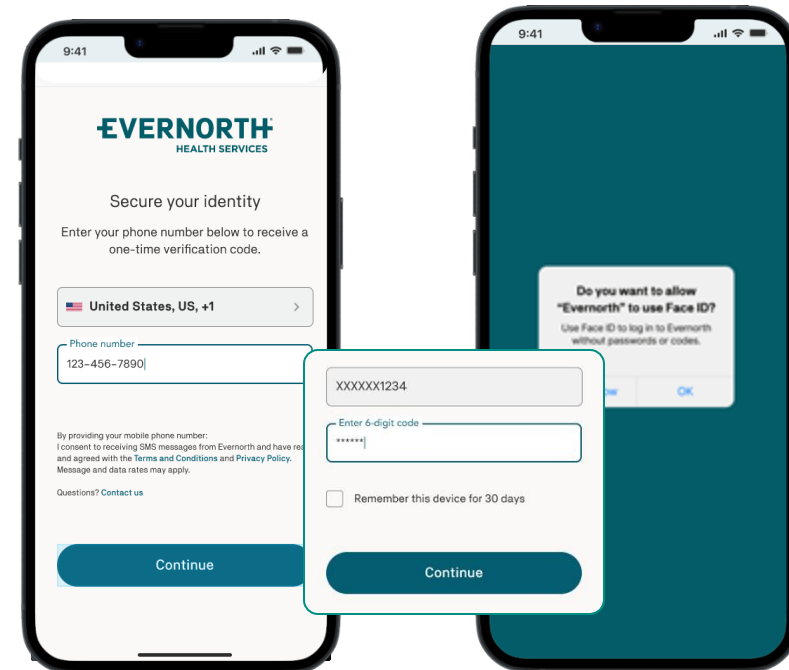 9:41
EVERNORTH
HEALTH SERVICES
Secure your identity
Enter your phone number below to receive a
one-time verification code.
United States, US, +1
Phone number
123-456-7890
By providing your mobile phone number:
I consent to receiving SMS messages from Evernorth and have
and agreed with the Terms and Conditions and Privacy Policy.
Message and data rates may apply.
Questions? Contact us
Continue
XXXXXX1234
Enter 6-digit code
******
Remember this device for 30 days
Continue
9:41
Do you want to allow
"Evernorth" to use Face ID?
Use Face ID to log in to Evernorth
without passwords or codes.
OK